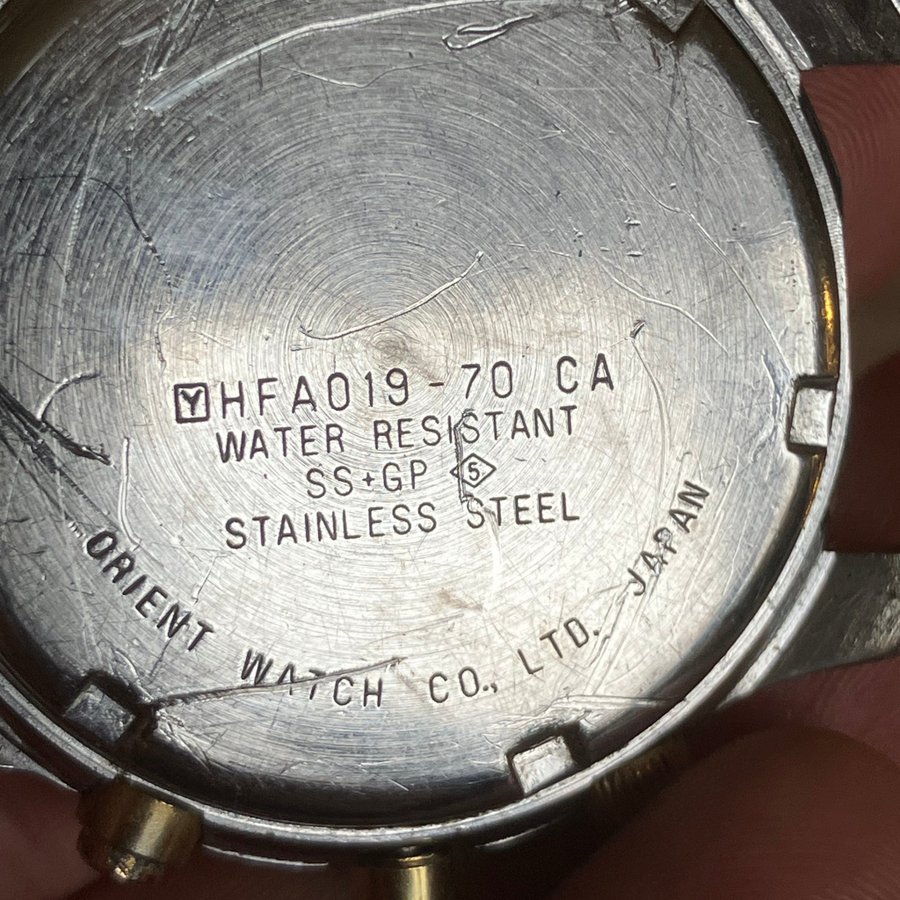 YHFA019-70 CA
WATER RESISTANT
SS+GP 5
STAINLESS STEEL
ORIENT WATCH CO., LTD. JAPAN